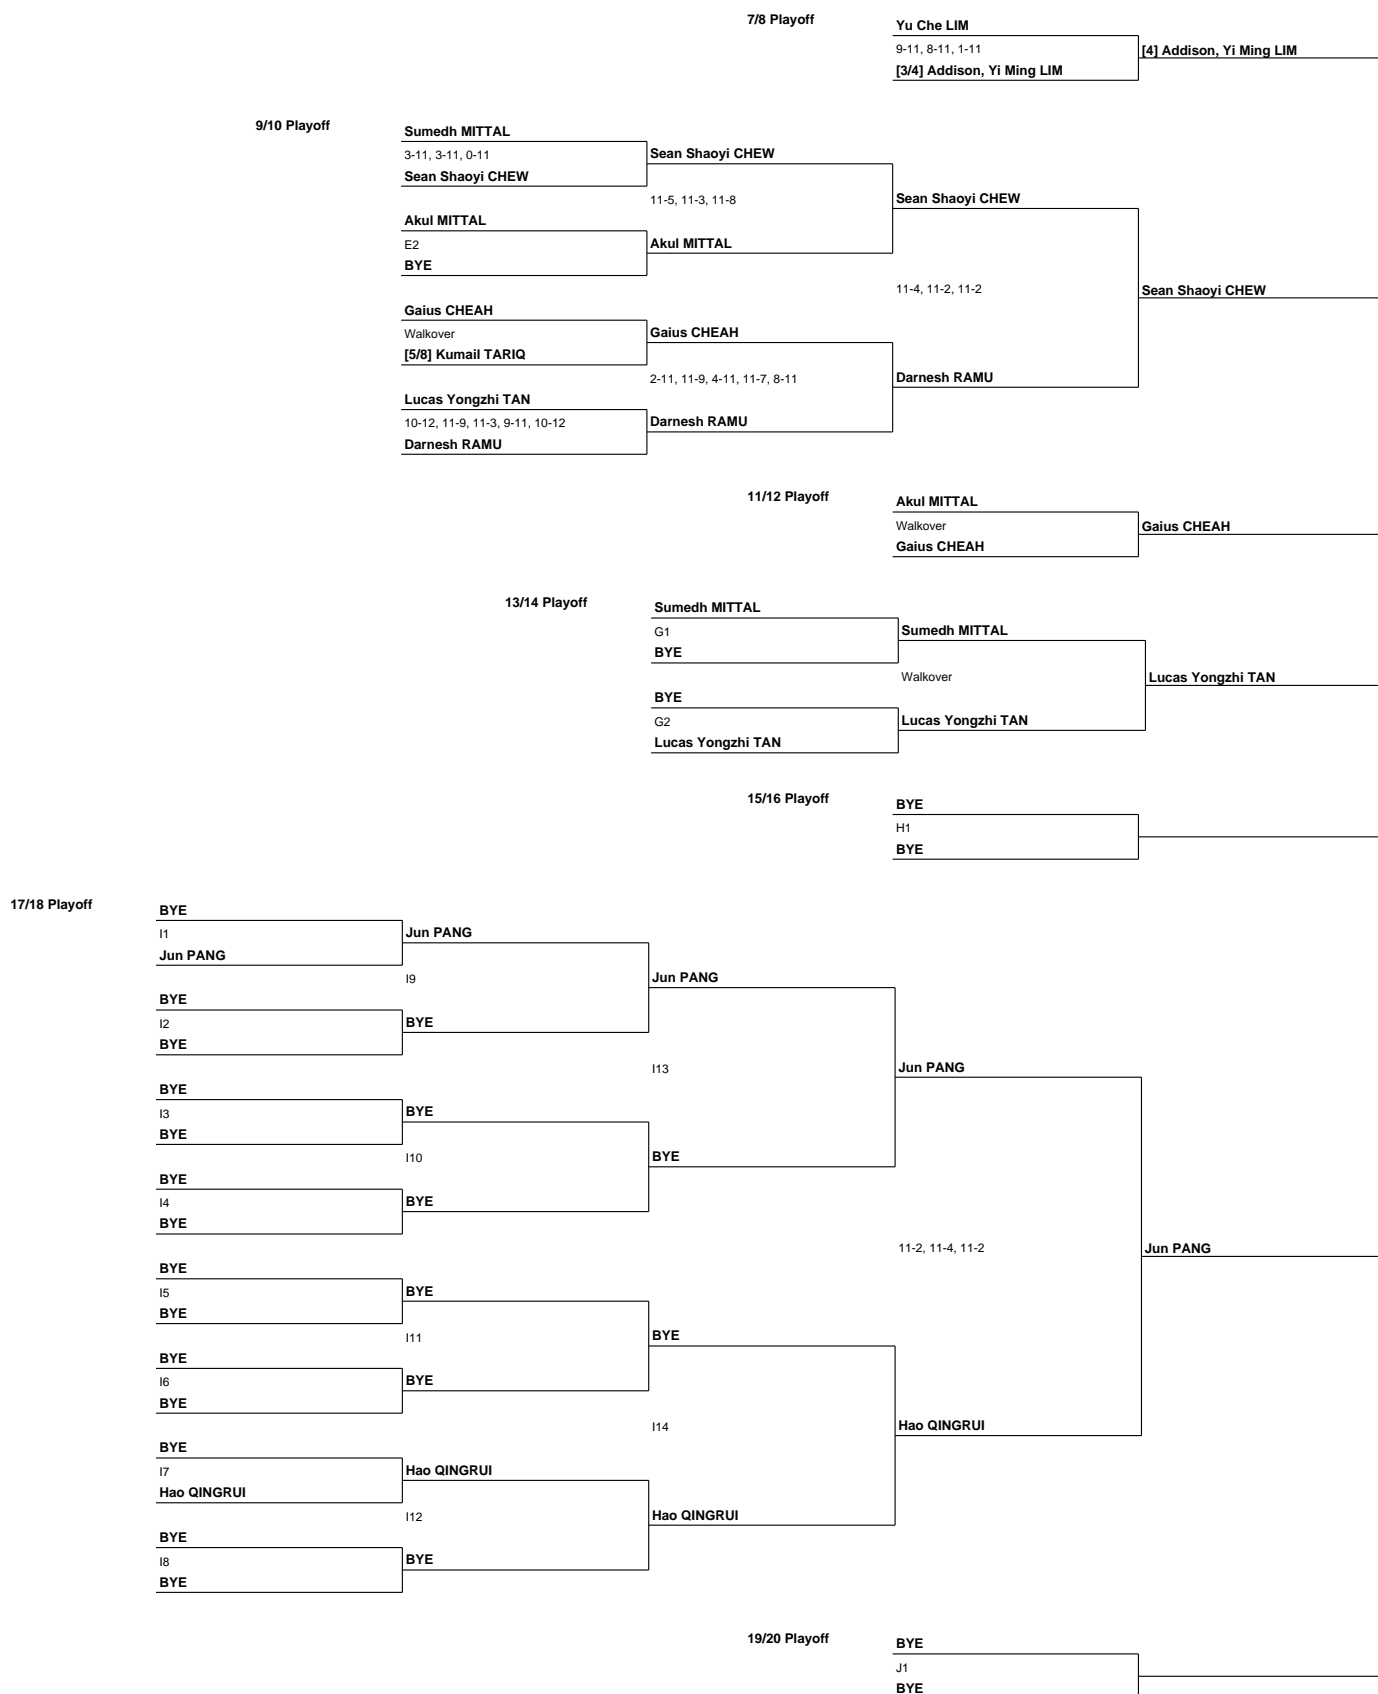 7/8 Playoff
Yu Che LIM
9-11, 8-11, 1-11
[4] Addison, Yi Ming LIM
[3/4] Addison, Yi Ming LIM
9/10 Playoff
Sumedh MITTAL
3-11, 3-11, 0-11
Sean Shaoyi CHEW
Sean Shaoyi CHEW
11-5, 11-3, 11-8
Sean Shaoyi CHEW
Akul MITTAL
E2
Akul MITTAL
BYE
11-4, 11-2, 11-2
Sean Shaoyi CHEW
Gaius CHEAH
Walkover
Gaius CHEAH
[5/8] Kumail TARIQ
2-11, 11-9, 4-11, 11-7, 8-11
Darnesh RAMU
Lucas Yongzhi TAN
10-12, 11-9, 11-3, 9-11, 10-12
Darnesh RAMU
Darnesh RAMU
11/12 Playoff
Akul MITTAL
Walkover
Gaius CHEAH
Gaius CHEAH
13/14 Playoff
Sumedh MITTAL
G1
Sumedh MITTAL
BYE
Walkover
Lucas Yongzhi TAN
BYE
G2
Lucas Yongzhi TAN
Lucas Yongzhi TAN
15/16 Playoff
BYE
H1
BYE
17/18 Playoff
BYE
I1
Jun PANG
Jun PANG
I9
Jun PANG
BYE
I2
BYE
BYE
I13
Jun PANG
BYE
I3
BYE
BYE
I10
BYE
BYE
I4
BYE
BYE
11-2, 11-4, 11-2
Jun PANG
BYE
I5
BYE
BYE
I11
BYE
BYE
I6
BYE
BYE
I14
Hao QINGRUI
BYE
I7
Hao QINGRUI
Hao QINGRUI
I12
Hao QINGRUI
BYE
I8
BYE
BYE
19/20 Playoff
BYE
J1
BYE